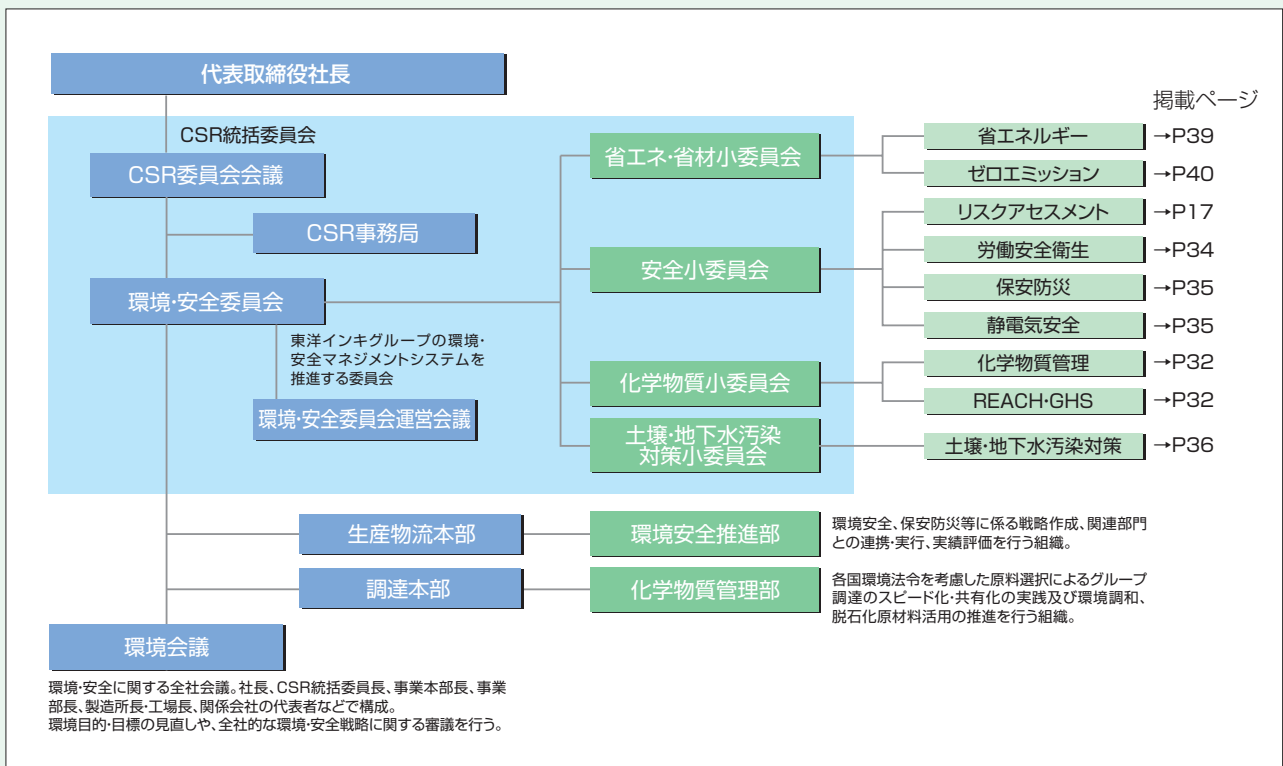 代表取締役社長
掲載ページ
CSR統括委員会
CSR委員会会議
CSR事務局
環境・安全委員会
東洋インキグループの環境・
安全マネジメントシステムを
推進する委員会
環境・安全委員会運営会議
省エネ・省材小委員会
省エネルギー →P39
ゼロエミッション →P40
安全小委員会
リスクアセスメント →P17
労働安全衛生 →P34
保安防災 →P35
静電気安全 →P35
化学物質小委員会
化学物質管理 →P32
REACH・GHS →P32
土壌・地下水汚染
対策小委員会
土壌・地下水汚染対策 →P36
生産物流本部
環境安全推進部
環境安全、保安防災等に係る戦略作成、関連部門
との連携・実行、実績評価を行う組織。
調達本部
化学物質管理部
各国環境法令を考慮した原料選択によるグループ
調達のスピード化・共有化の実践及び環境調和、
脱石化原材料活用の推進を行う組織。
環境会議
環境・安全に関する全社会議。社長、CSR統括委員長、事業本部長、事業
部長、製造所長・工場長、関係会社の代表者などで構成。
環境目的・目標の見直しや、全社的な環境・安全戦略に関する審議を行う。